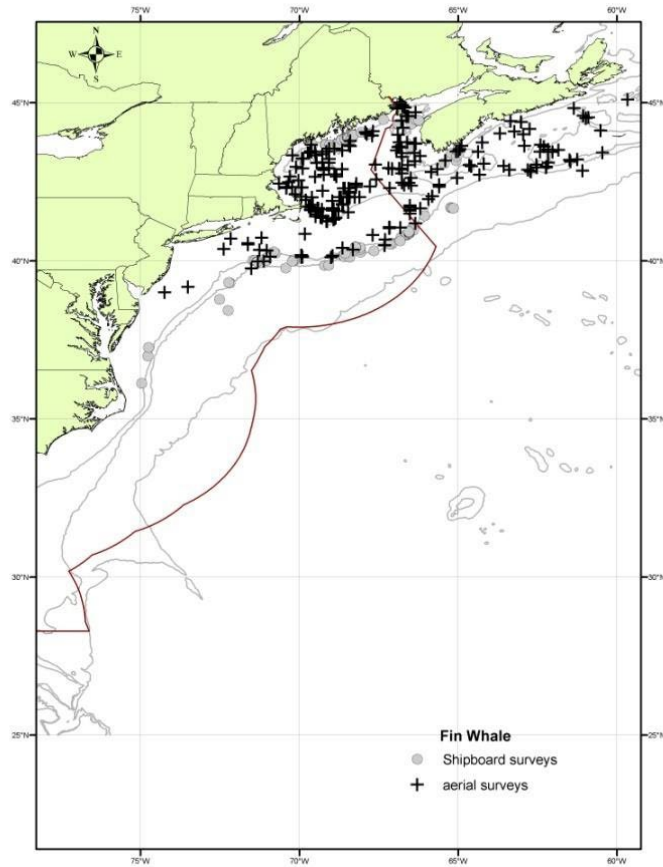 75°W 70°W 65°W 60°W
N
W E
S
45°N 45°N
40°N 40°N
35°N 35°N
30°N 30°N
25°N 25°N
Fin Whale
Shipboard surveys
aerial surveys
75°W 70°W 65°W 60°W